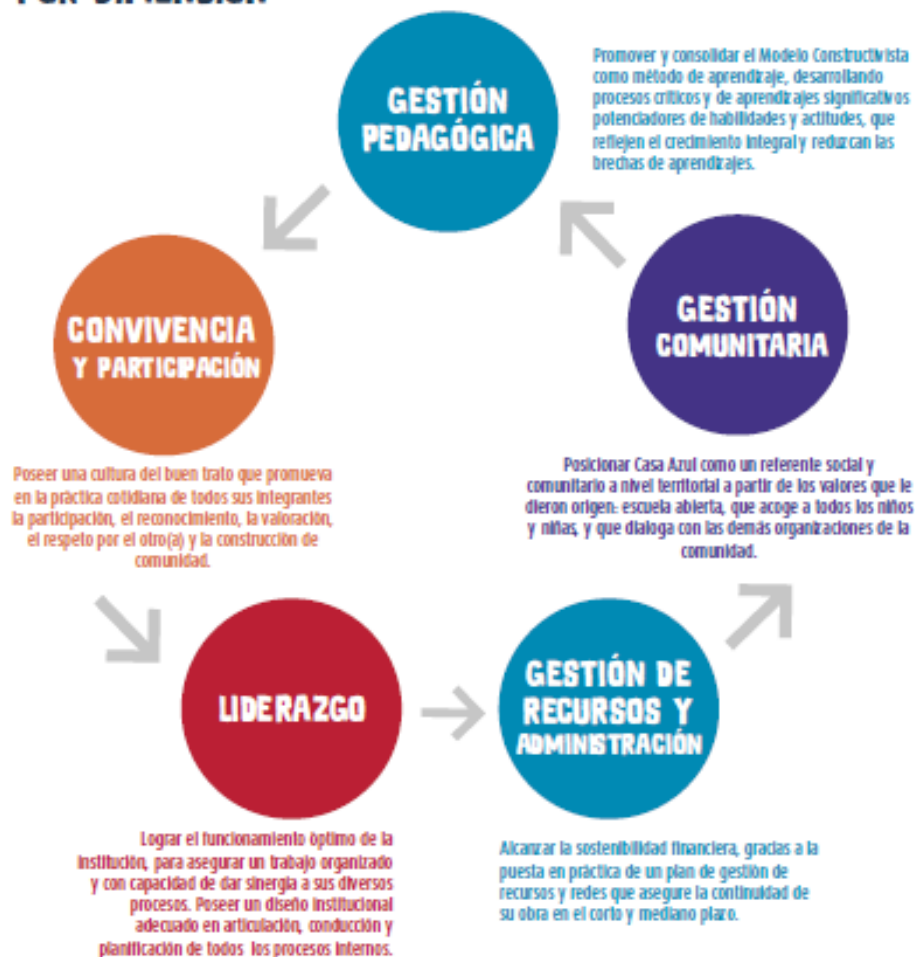 POR DIMENSIÓN
GESTIÓN
PEDAGÓGICA
Promover y consolidar el Modelo Constructivista
como método de aprendizaje, desarrollando
procesos críticos y de aprendizajes significativos
potenciadores de habilidades y actitudes, que
reflejen el crecimiento integral y reduzcan las
brechas de aprendizajes.
CONVIVENCIA
Y PARTICIPACIÓN
Poseer una cultura del buen trato que promueva
en la práctica cotidiana de todos sus integrantes
la participación, el reconocimiento, la valoración,
el respeto por el otro(a) y la construcción de
comunidad.
GESTIÓN
COMUNITARIA
Posicionar Casa Azul como un referente social y
comunitario a nivel territorial a partir de los valores que le
dieron origen: escuela abierta, que acoge a todos los niños
y niñas, y que dialoga con las demás organizaciones de la
comunidad.
LIDERAZGO
Lograr el funcionamiento óptimo de la
institución, para asegurar un trabajo organizado
y con capacidad de dar sinergia a sus diversos
procesos. Poseer un diseño institucional
adecuado en articulación, conducción y
planificación de todos los procesos internos.
GESTIÓN DE
RECURSOS Y
ADMINISTRACIÓN
Alcanzar la sostenibilidad financiera, gracias a la
puesta en práctica de un plan de gestión de
recursos y redes que asegure la continuidad de
su obra en el corto y mediano plazo.